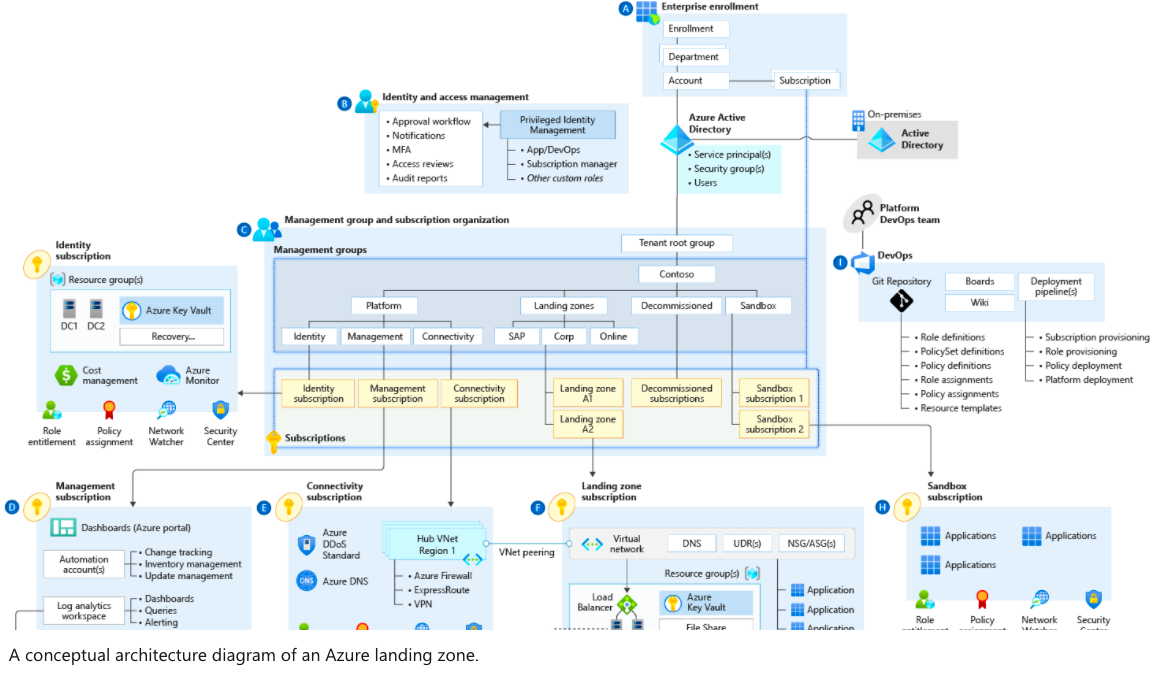 A
Enterprise enrollment
Enrollment
Department
Account
Subscription
B
Identity and access management
• Approval workflow
• Notifications
• MFA
• Access reviews
• Audit reports
Privileged Identity
Management
• App/DevOps
• Subscription manager
• Other custom roles
Azure Active
Directory
• Service principal(s)
• Security group(s)
• Users
On-premises
Active
Directory
Platform
DevOps team
I
DevOps
Git Repository
Boards
Wiki
Deployment
pipeline(s)
• Role definitions
• PolicySet definitions
• Policy definitions
• Role assignments
• Policy assignments
• Resource templates
• Subscription provisioning
• Role provisioning
• Policy deployment
• Platform deployment
C
Management group and subscription organization
Management groups
Tenant root group
Contoso
Platform
Landing zones
Decommissioned
Sandbox
Identity
Management
Connectivity
SAP
Corp
Online
Identity
subscription
Management
subscription
Connectivity
subscription
Landing zone
A1
Landing zone
A2
Decommissioned
subscriptions
Sandbox
subscription 1
Sandbox
subscription 2
Subscriptions
Identity
subscription
Resource group(s)
DC1
DC2
Azure Key Vault
Recovery...
Cost
management
Azure
Monitor
Role
entitlement
Policy
assignment
Network
Watcher
Security
Center
D
Management
subscription
Dashboards (Azure portal)
Automation
account(s)
• Change tracking
• Inventory management
• Update management
Log analytics
workspace
• Dashboards
• Queries
• Alerting
E
Connectivity
subscription
Azure
DDoS
Standard
DNS
Azure DNS
Hub VNet
Region 1
• Azure Firewall
• ExpressRoute
• VPN
VNet peering
F
Landing zone
subscription
Virtual
network
DNS
UDR(s)
NSG/ASG(s)
Resource group(s)
Load
Balancer
Azure
Key Vault
File Share
Application
Application
Application
H
Sandbox
subscription
Applications
Applications
Applications
Role
entitlement
Policy
assignment
Network
Watcher
Security
Center
A conceptual architecture diagram of an Azure landing zone.